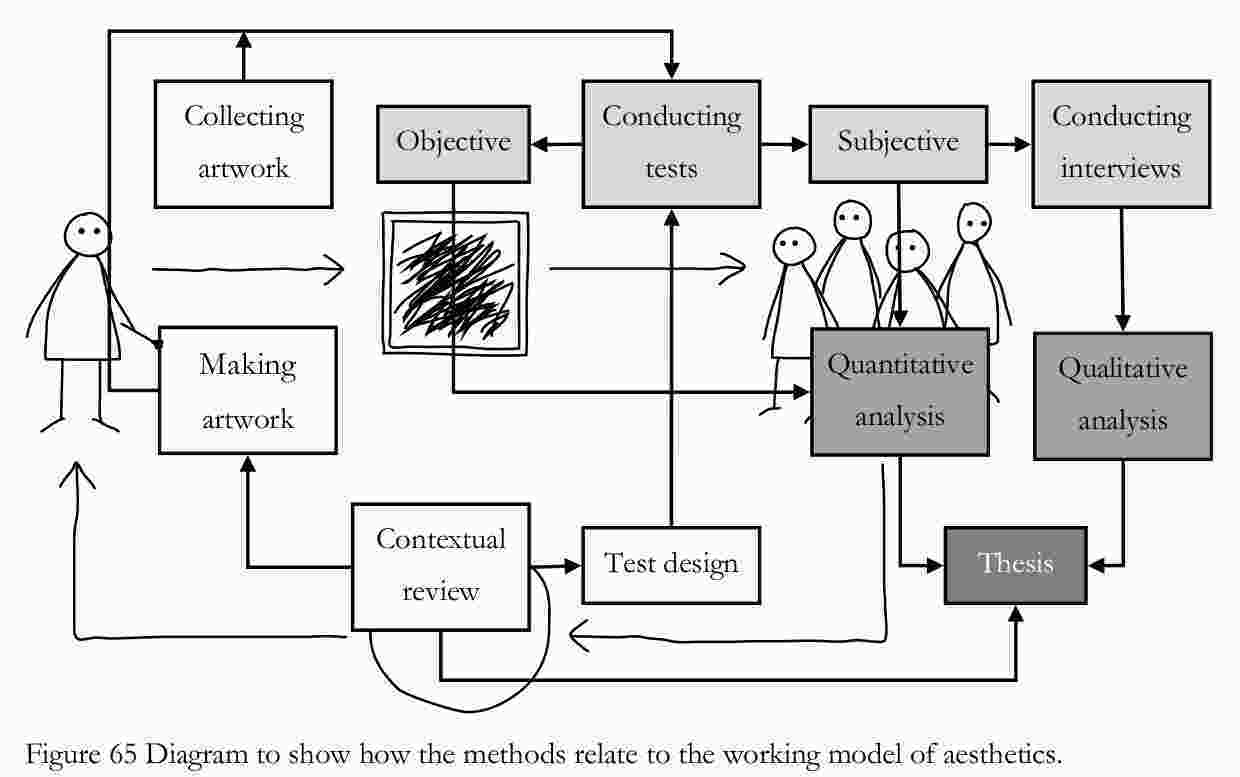 Collecting
artwork
Objective
Conducting
tests
Subjective
Conducting
interviews
Making
artwork
Quantitative
analysis
Qualitative
analysis
Contextual
review
Test design
Thesis
Figure 65 Diagram to show how the methods relate to the working model of aesthetics.